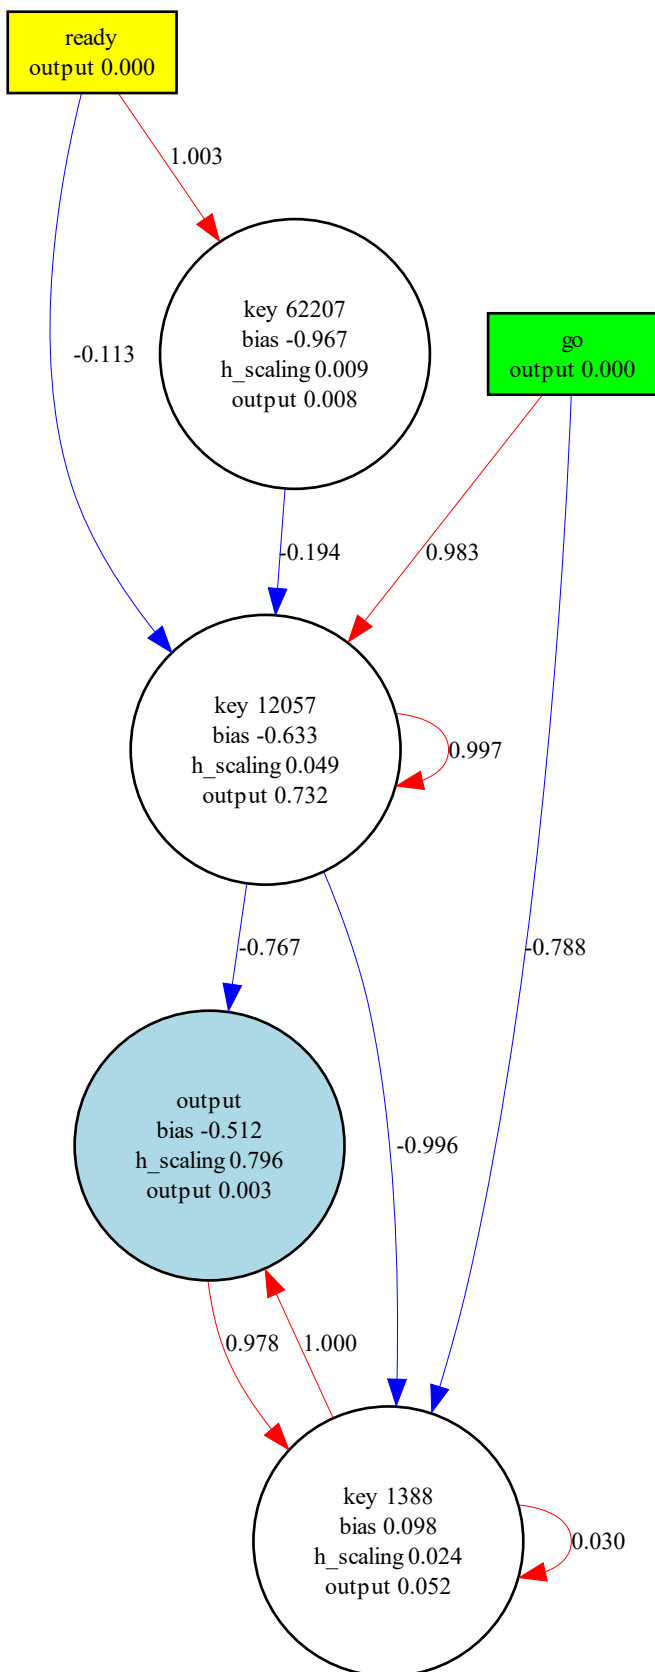 ready
output 0.000
1.003
-0.113
key 62207
bias -0.967
h_scaling 0.009
output 0.008
go
output 0.000
-0.194
0.983
key 12057
bias -0.633
h_scaling 0.049
output 0.732
0.997
-0.767
-0.788
output
bias -0.512
h_scaling 0.796
output 0.003
-0.996
0.978
1.000
key 1388
bias 0.098
h_scaling 0.024
output 0.052
0.030